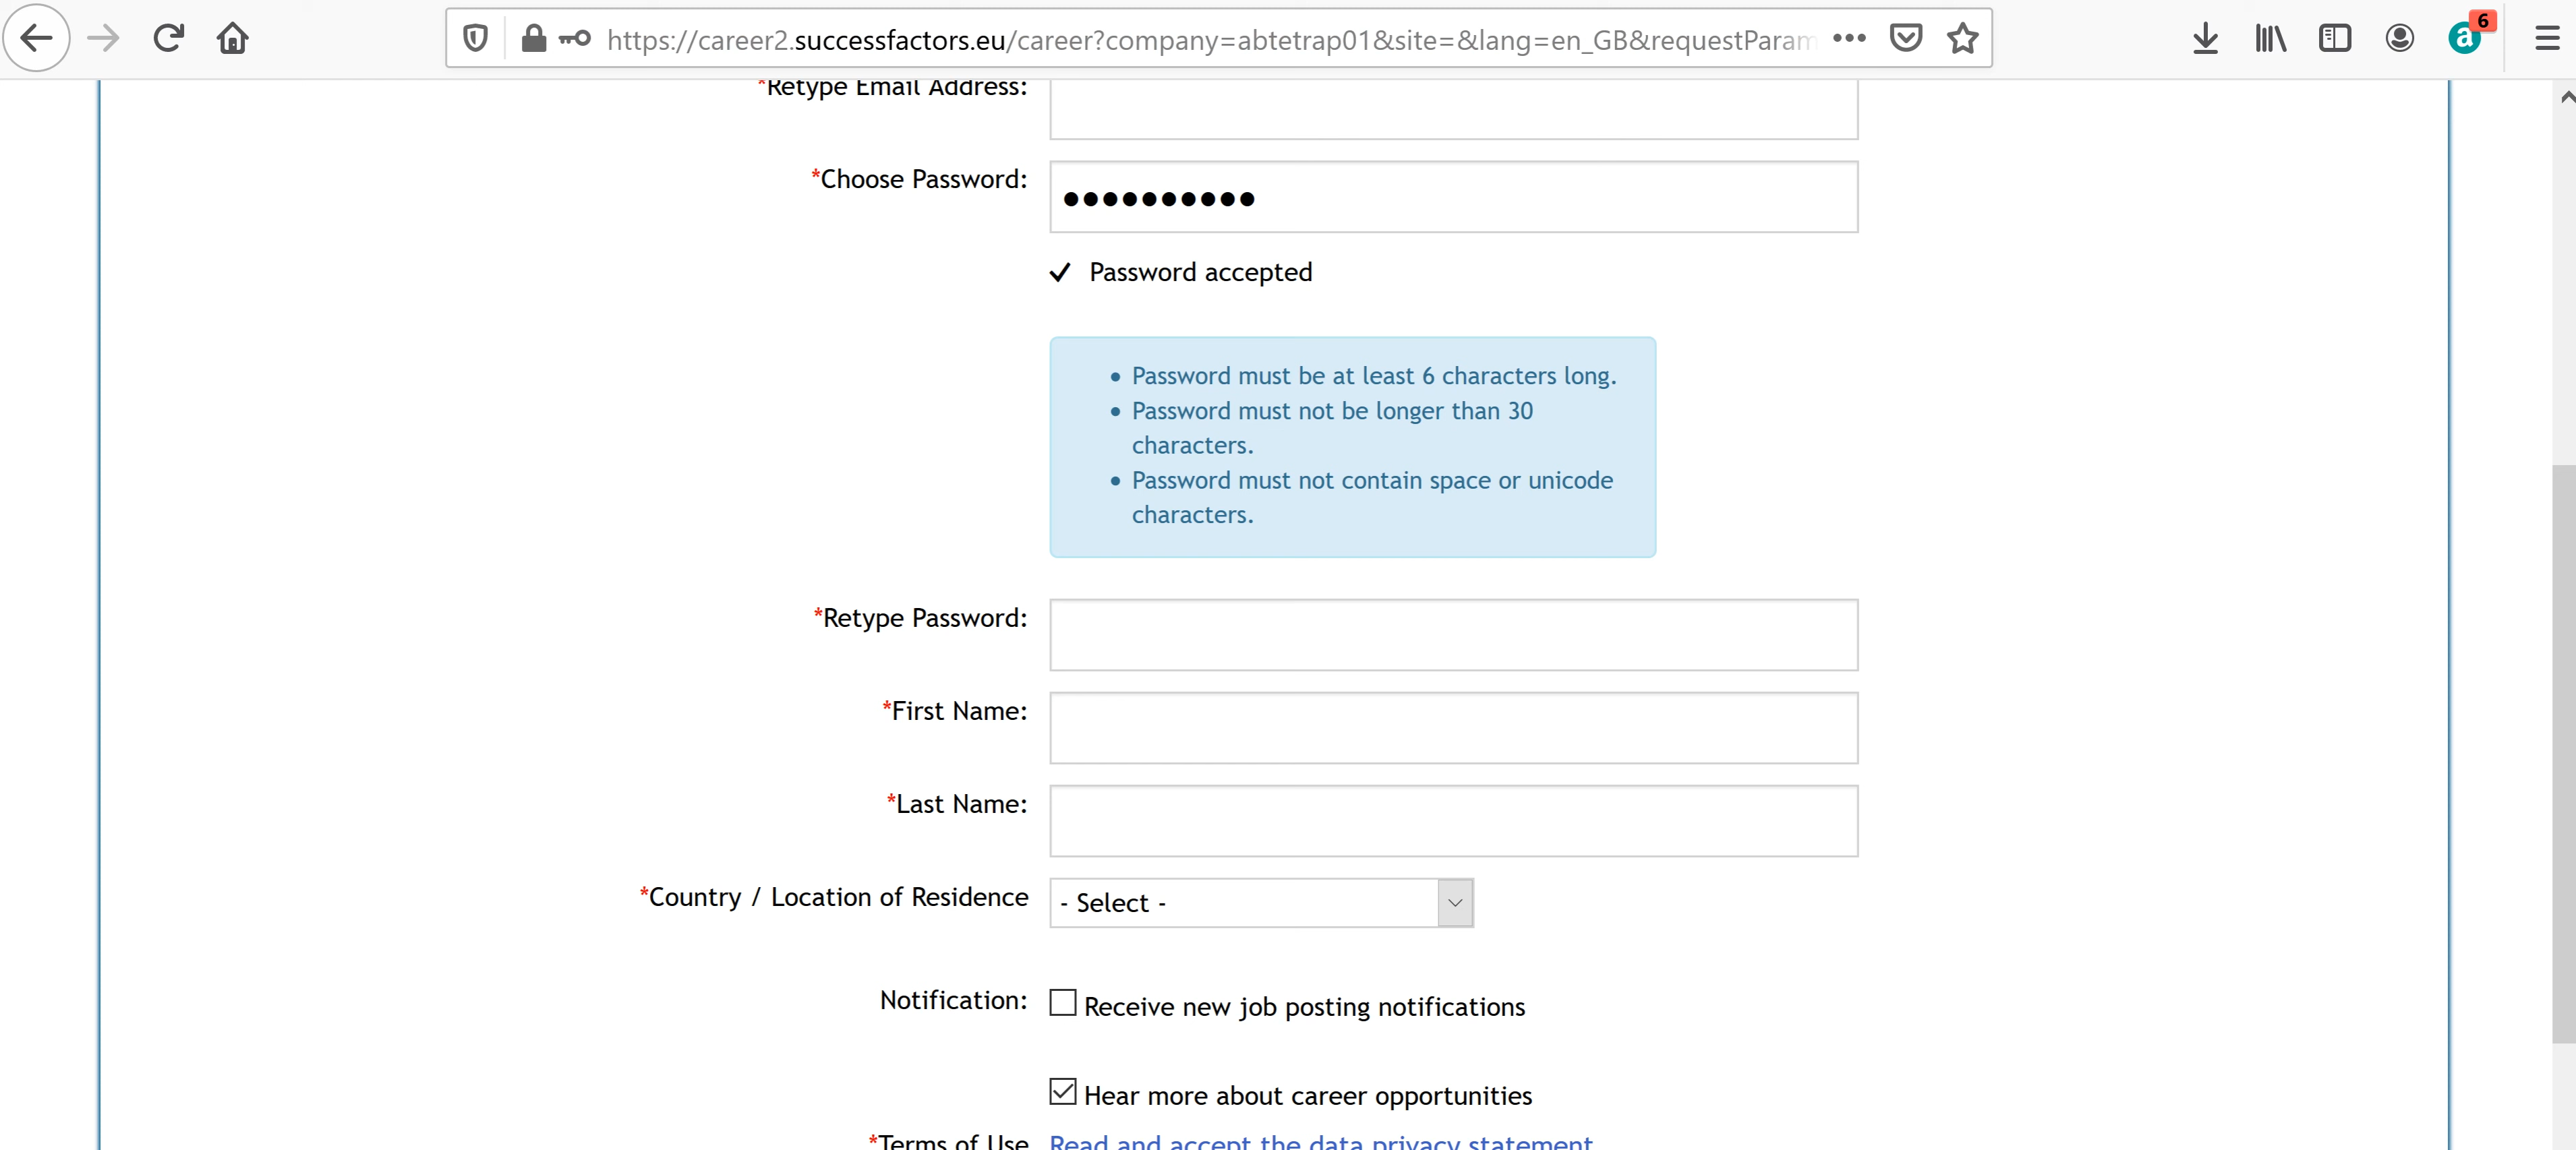 https://career2.successfactors.eu/career?company=abtetrap01&site=&lang=en_GB&requestParam
6
a
*Retype Email Address:
*Choose Password:
✓ Password accepted
• Password must be at least 6 characters long.
• Password must not be longer than 30
characters.
• Password must not contain space or unicode
characters.
*Retype Password:
*First Name:
*Last Name:
*Country / Location of Residence - Select -
Notification: Receive new job posting notifications
Hear more about career opportunities
*Terms of Use Read and accept the data privacy statement